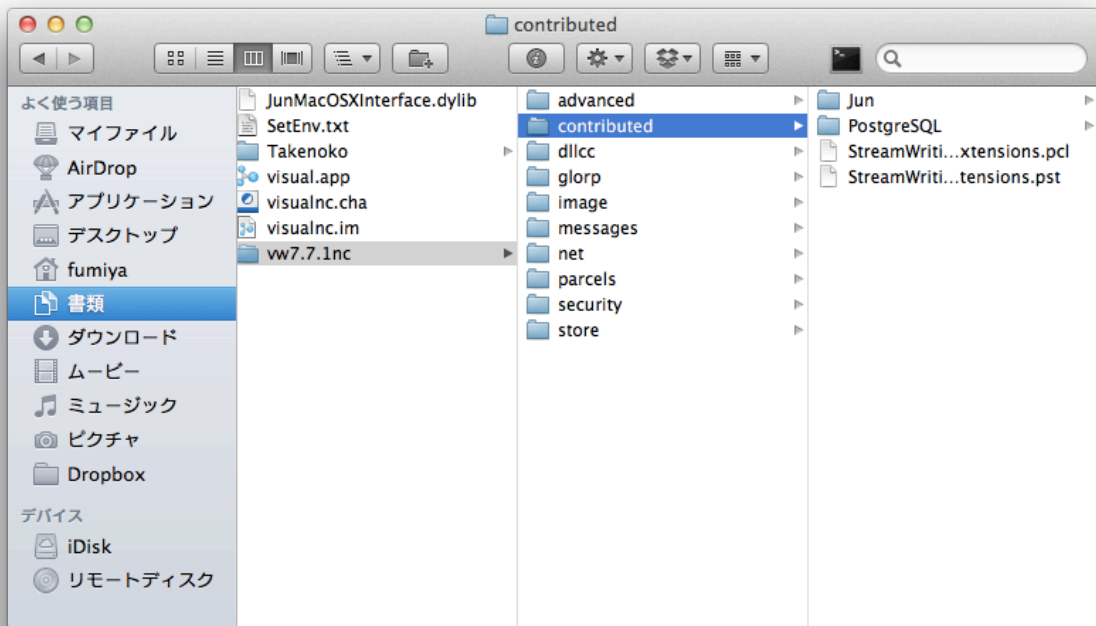 contributed
よく使う項目
マイファイル
AirDrop
アプリケーション
デスクトップ
fumiya
書類
ダウンロード
ムービー
ミュージック
ピクチャ
Dropbox
デバイス
iDisk
リモートディスク
JunMacOSXInterface.dylib
SetEnv.txt
Takenoko
visual.app
visualnc.cha
visualnc.im
vw7.7.1nc
advanced
contributed
dllcc
glorp
image
messages
net
parcels
security
store
Jun
PostgreSQL
StreamWriti...xtensions.pcl
StreamWriti...tensions.pst